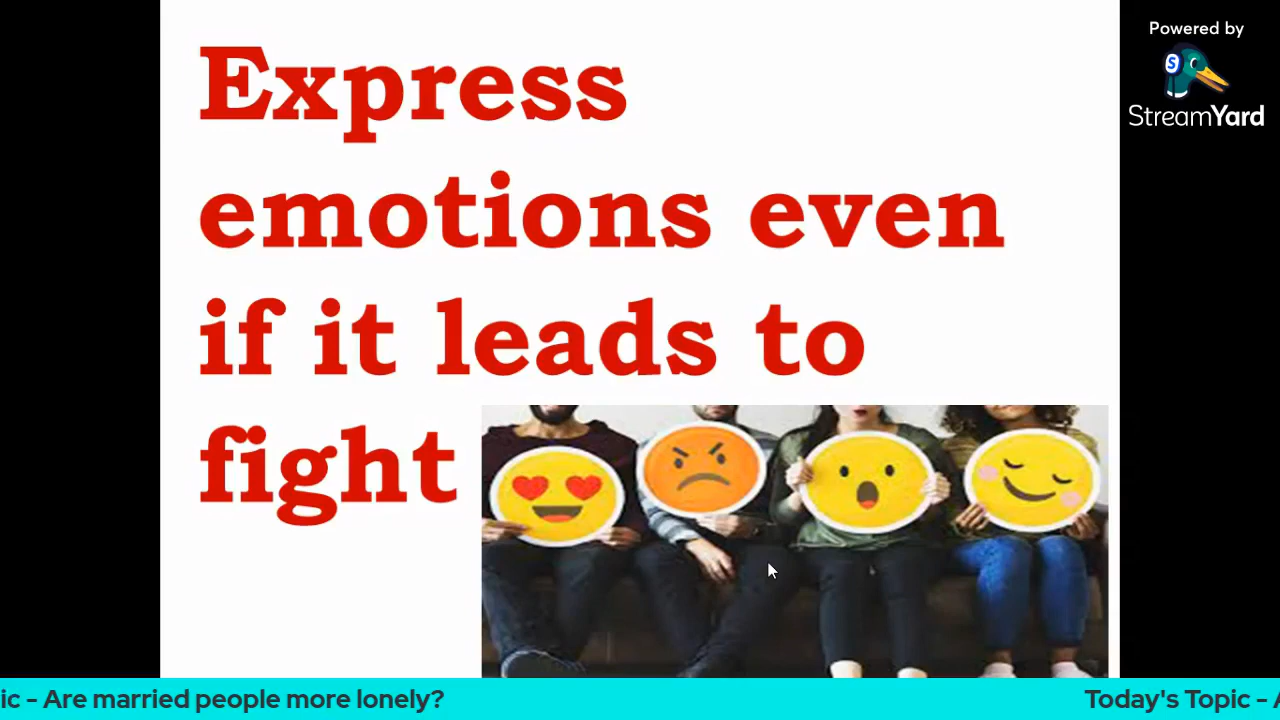 Express
emotions even
if it leads to
fight
Powered by
S
StreamYard
ic - Are married people more lonely?
Today's Topic - A